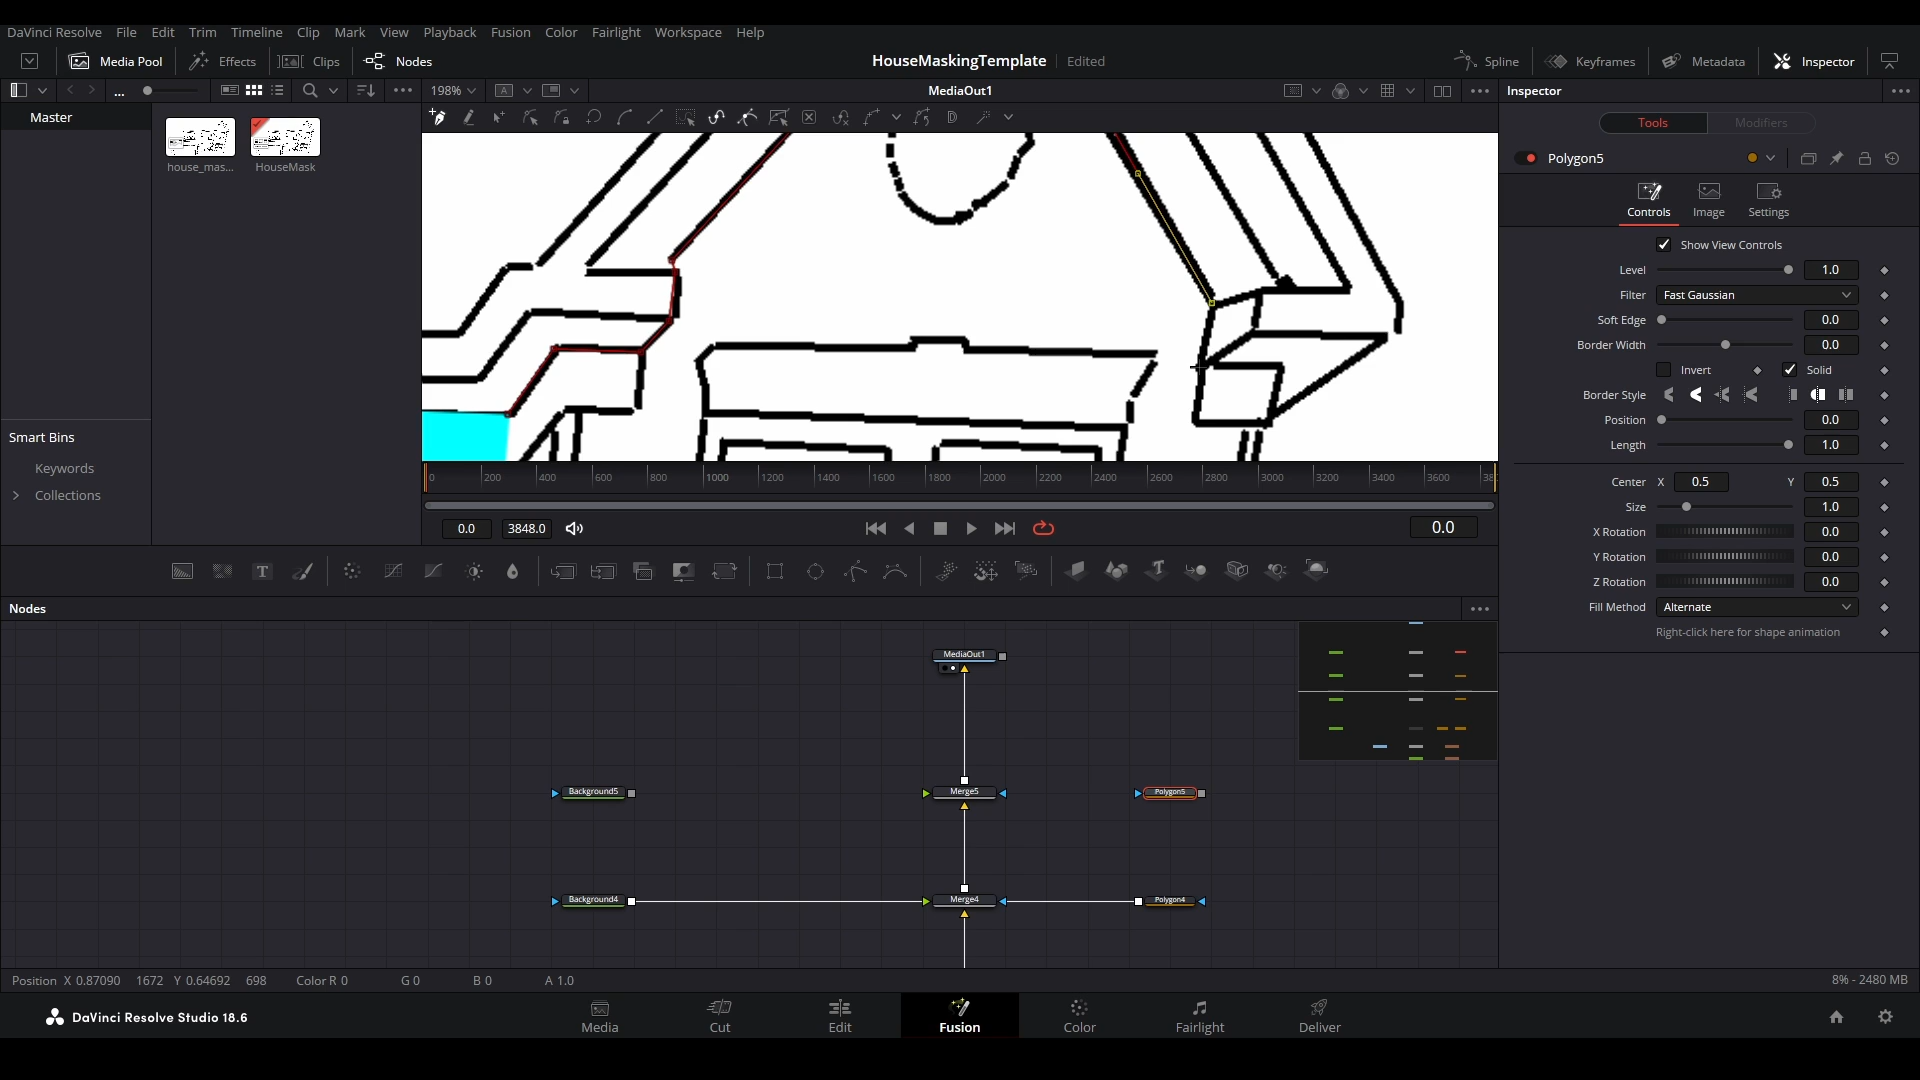 DaVinci Resolve File Edit Trim Timeline Clip Mark View Playback Fusion Color Fairlight Workspace Help
Media Pool Effects Clips Nodes HouseMaskingTemplate Edited Spline Keyframes Metadata Inspector
... 198% A MediaOut1 Inspector
Master
house_mas... HouseMask
Tools Modifiers
Polygon5
Controls Image Settings
Show View Controls
Level 1.0
Filter Fast Gaussian
Soft Edge 0.0
Border Width 0.0
Invert Solid
Border Style
Position 0.0
Length 1.0
Smart Bins
Keywords
Collections
0 200 400 600 800 1000 1200 1400 1600 1800 2000 2200 2400 2600 2800 3000 3200 3400 3600
Center X 0.5 Y 0.5
Size 1.0
X Rotation 0.0
Y Rotation 0.0
Z Rotation 0.0
Fill Method Alternate
Right-click here for shape animation
0.0 3848.0 0.0
T
Nodes
MediaOut1
Background5 Merge5 Polygon5
Background4 Merge4 Polygon4
Position X 0.87090 1672 Y 0.64692 698 Color R 0 G 0 B 0 A 1.0 8% - 2480 MB
DaVinci Resolve Studio 18.6 Media Cut Edit Fusion Color Fairlight Deliver